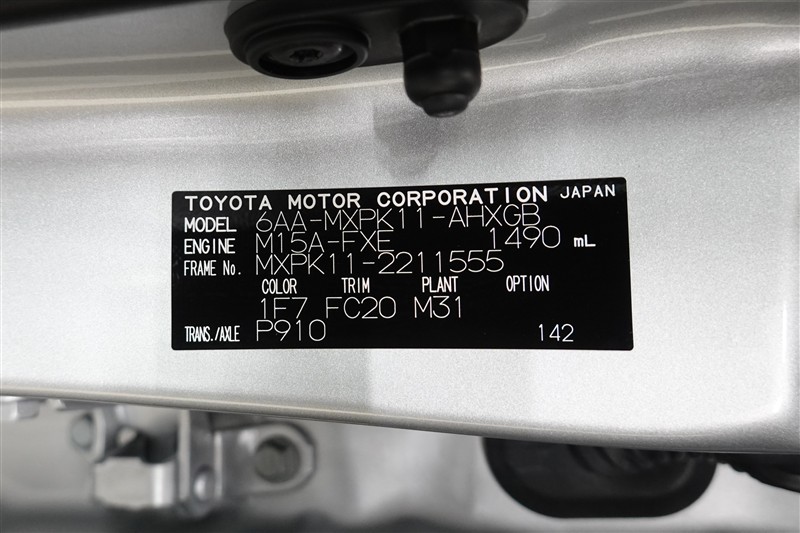 TOYOTA MOTOR CORPORATION JAPAN
MODEL 6AA-MXPK11-AHXGB
ENGINE M15A-FXE 1490 mL
FRAME No. MXPK11-2211555
COLOR TRIM PLANT OPTION
1F7 FC20 M31
TRANS./AXLE P910 142